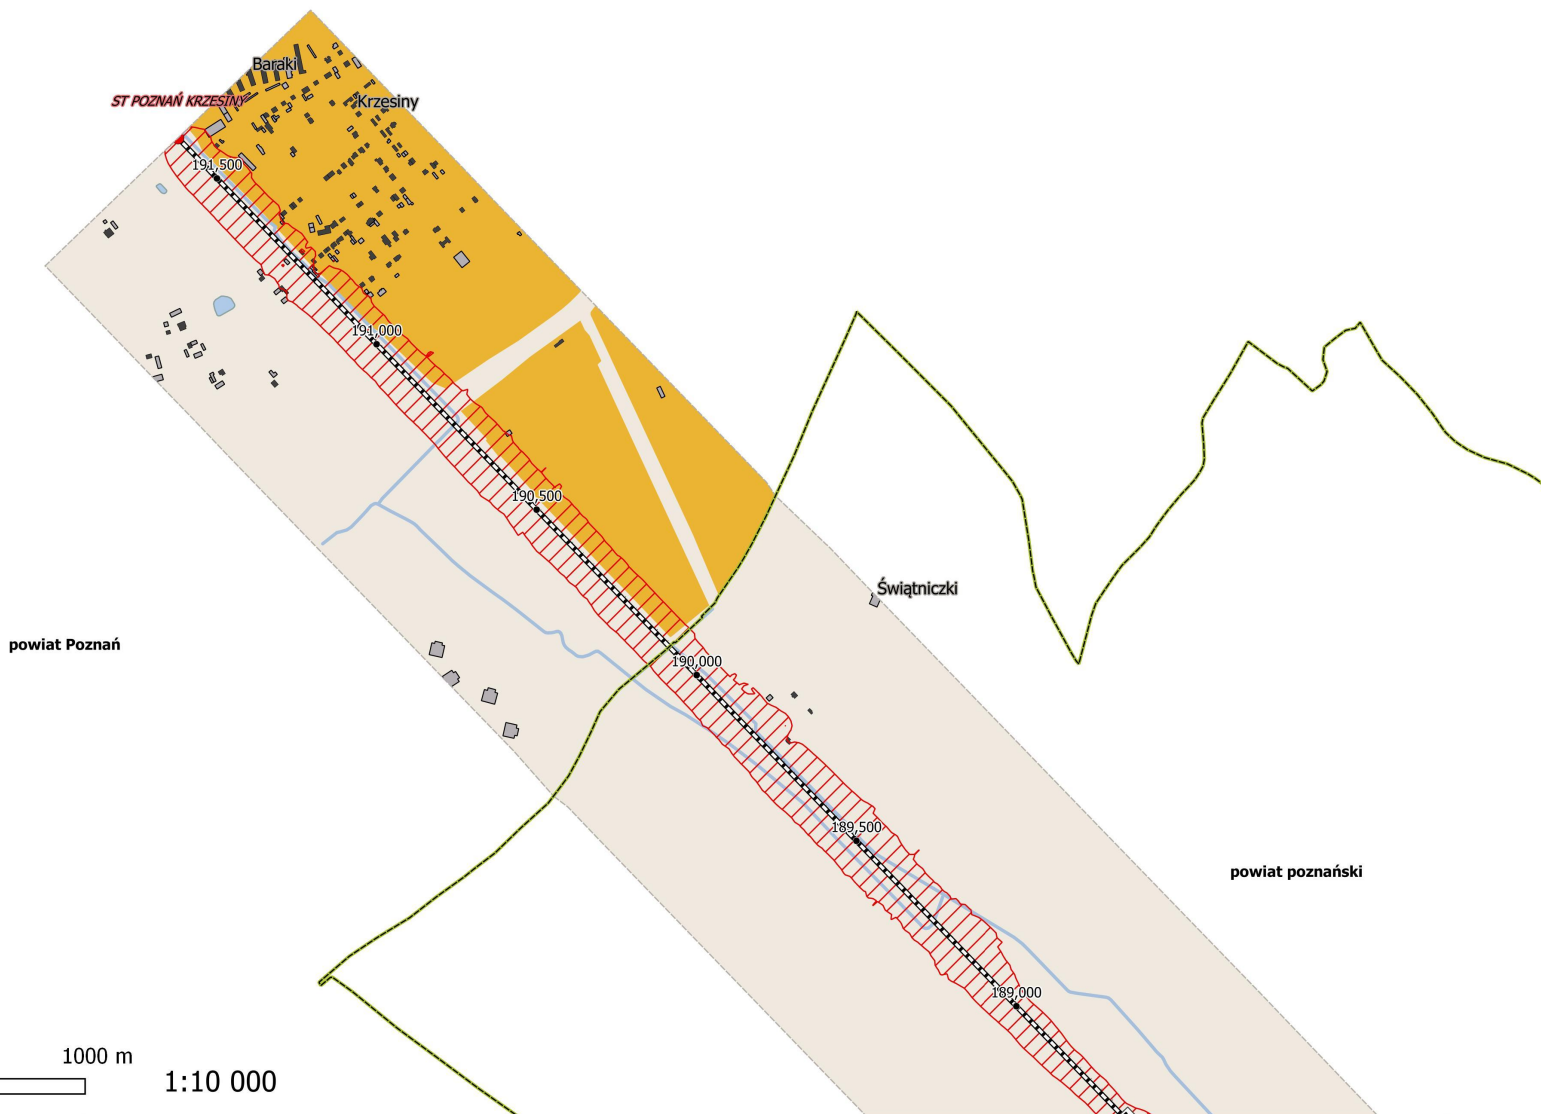 Baraki
ST POZNAŃ KRZESINY
Krzesiny
191,500
191,000
190,500
Świątniczki
powiat Poznań
190,000
189,500
powiat poznański
189,000
1000 m
1:10 000